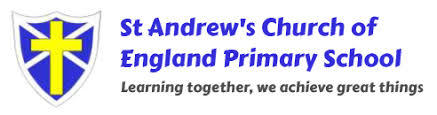 St Andrew's Church of
England Primary School
Learning together, we achieve great things